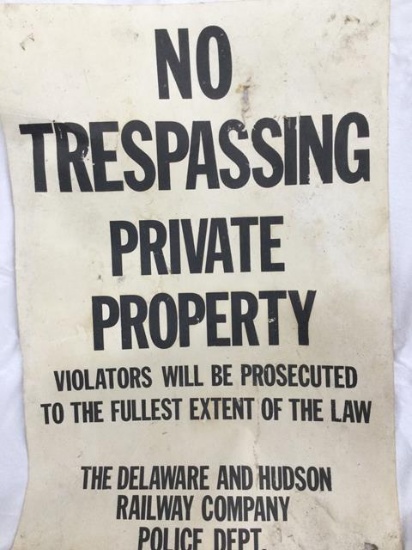 NO
TRESPASSING
PRIVATE
PROPERTY
VIOLATORS WILL BE PROSECUTED
TO THE FULLEST EXTENT OF THE LAW
THE DELAWARE AND HUDSON
RAILWAY COMPANY
POLICE DEPT.